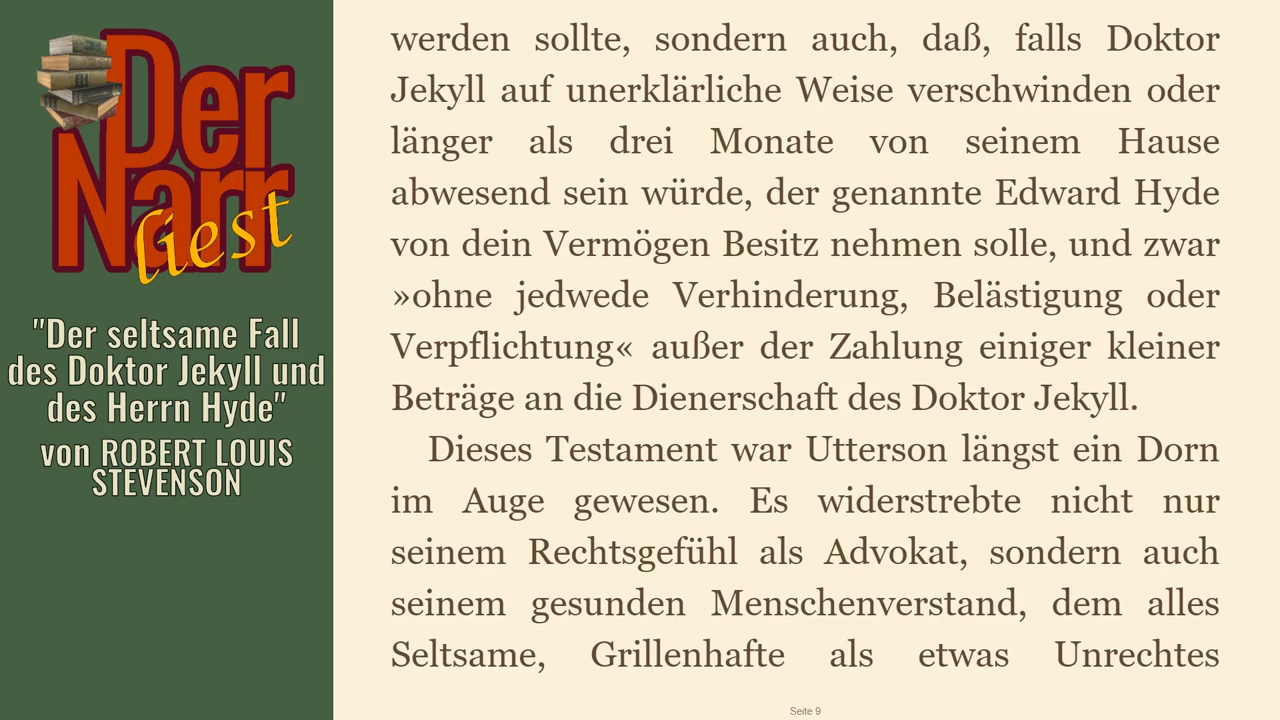 Der
Narr
liest
"Der seltsame Fall
des Doktor Jekyll und
des Herrn Hyde"
von ROBERT LOUIS
STEVENSON
werden sollte, sondern auch, daß, falls Doktor
Jekyll auf unerklärliche Weise verschwinden oder
länger als drei Monate von seinem Hause
abwesend sein würde, der genannte Edward Hyde
von dein Vermögen Besitz nehmen solle, und zwar
»ohne jedwede Verhinderung, Belästigung oder
Verpflichtung« außer der Zahlung einiger kleiner
Beträge an die Dienerschaft des Doktor Jekyll.
Dieses Testament war Utterson längst ein Dorn
im Auge gewesen. Es widerstrebte nicht nur
seinem Rechtsgefühl als Advokat, sondern auch
seinem gesunden Menschenverstand, dem alles
Seltsame, Grillenhafte als etwas Unrechtes
Seite 9